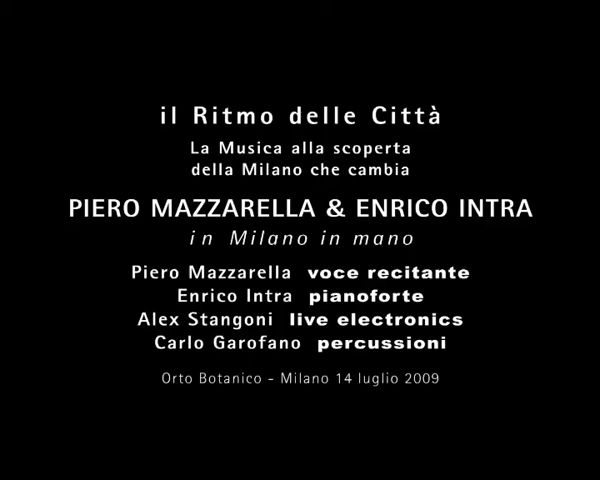 il Ritmo delle Città
La Musica alla scoperta
della Milano che cambia
PIERO MAZZARELLA & ENRICO INTRA
in Milano in mano
Piero Mazzarella voce recitante
Enrico Intra pianoforte
Alex Stangoni live electronics
Carlo Garofano percussioni
Orto Botanico - Milano 14 luglio 2009